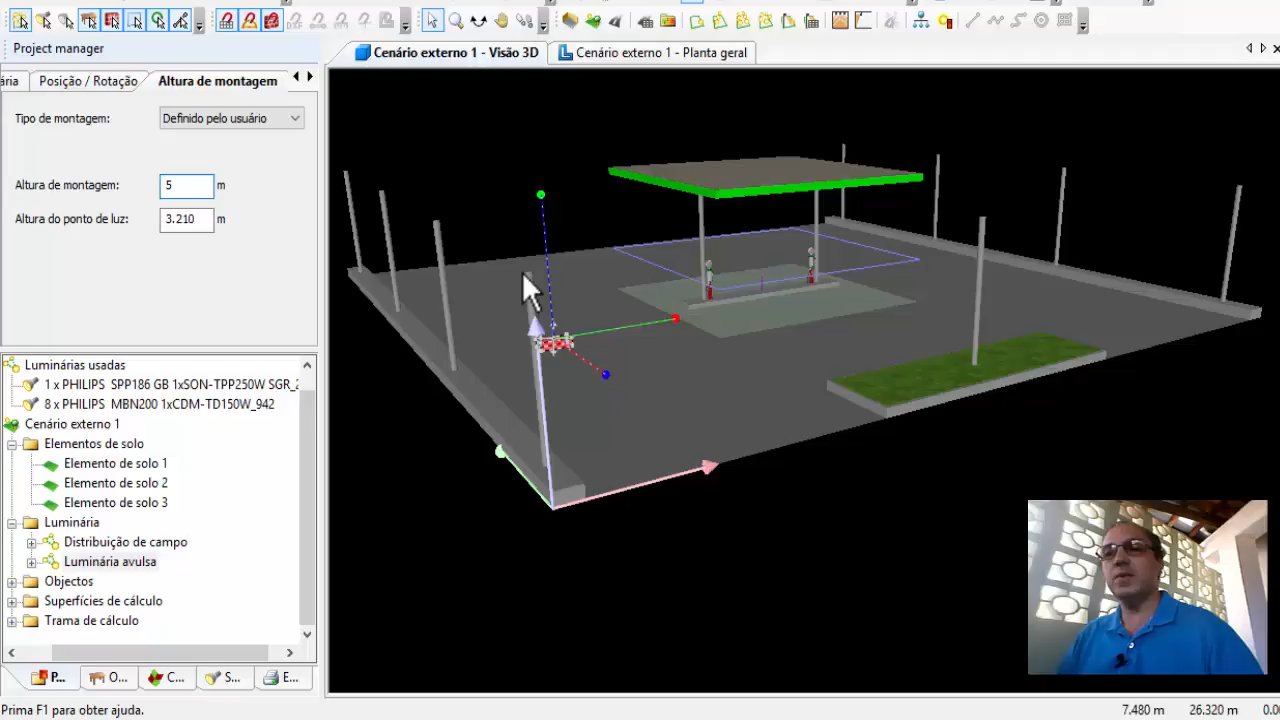 Project manager
Cenário externo 1 - Visão 3D
Cenário externo 1 - Planta geral
ária
Posição / Rotação
Altura de montagem
Tipo de montagem:
Definido pelo usuário
Altura de montagem:
5
m
Altura do ponto de luz:
3.210
m
Luminárias usadas
1 x PHILIPS SPP186 GB 1xSON-TPP250W SGR_2
8 x PHILIPS MBN200 1xCDM-TD150W_942
Cenário externo 1
Elementos de solo
Elemento de solo 1
Elemento de solo 2
Elemento de solo 3
Luminária
Distribuição de campo
Luminária avulsa
Objectos
Superfícies de cálculo
Trama de cálculo
P...
O...
C...
S...
E...
Prima F1 para obter ajuda.
7.480 m
26.320 m
0.0